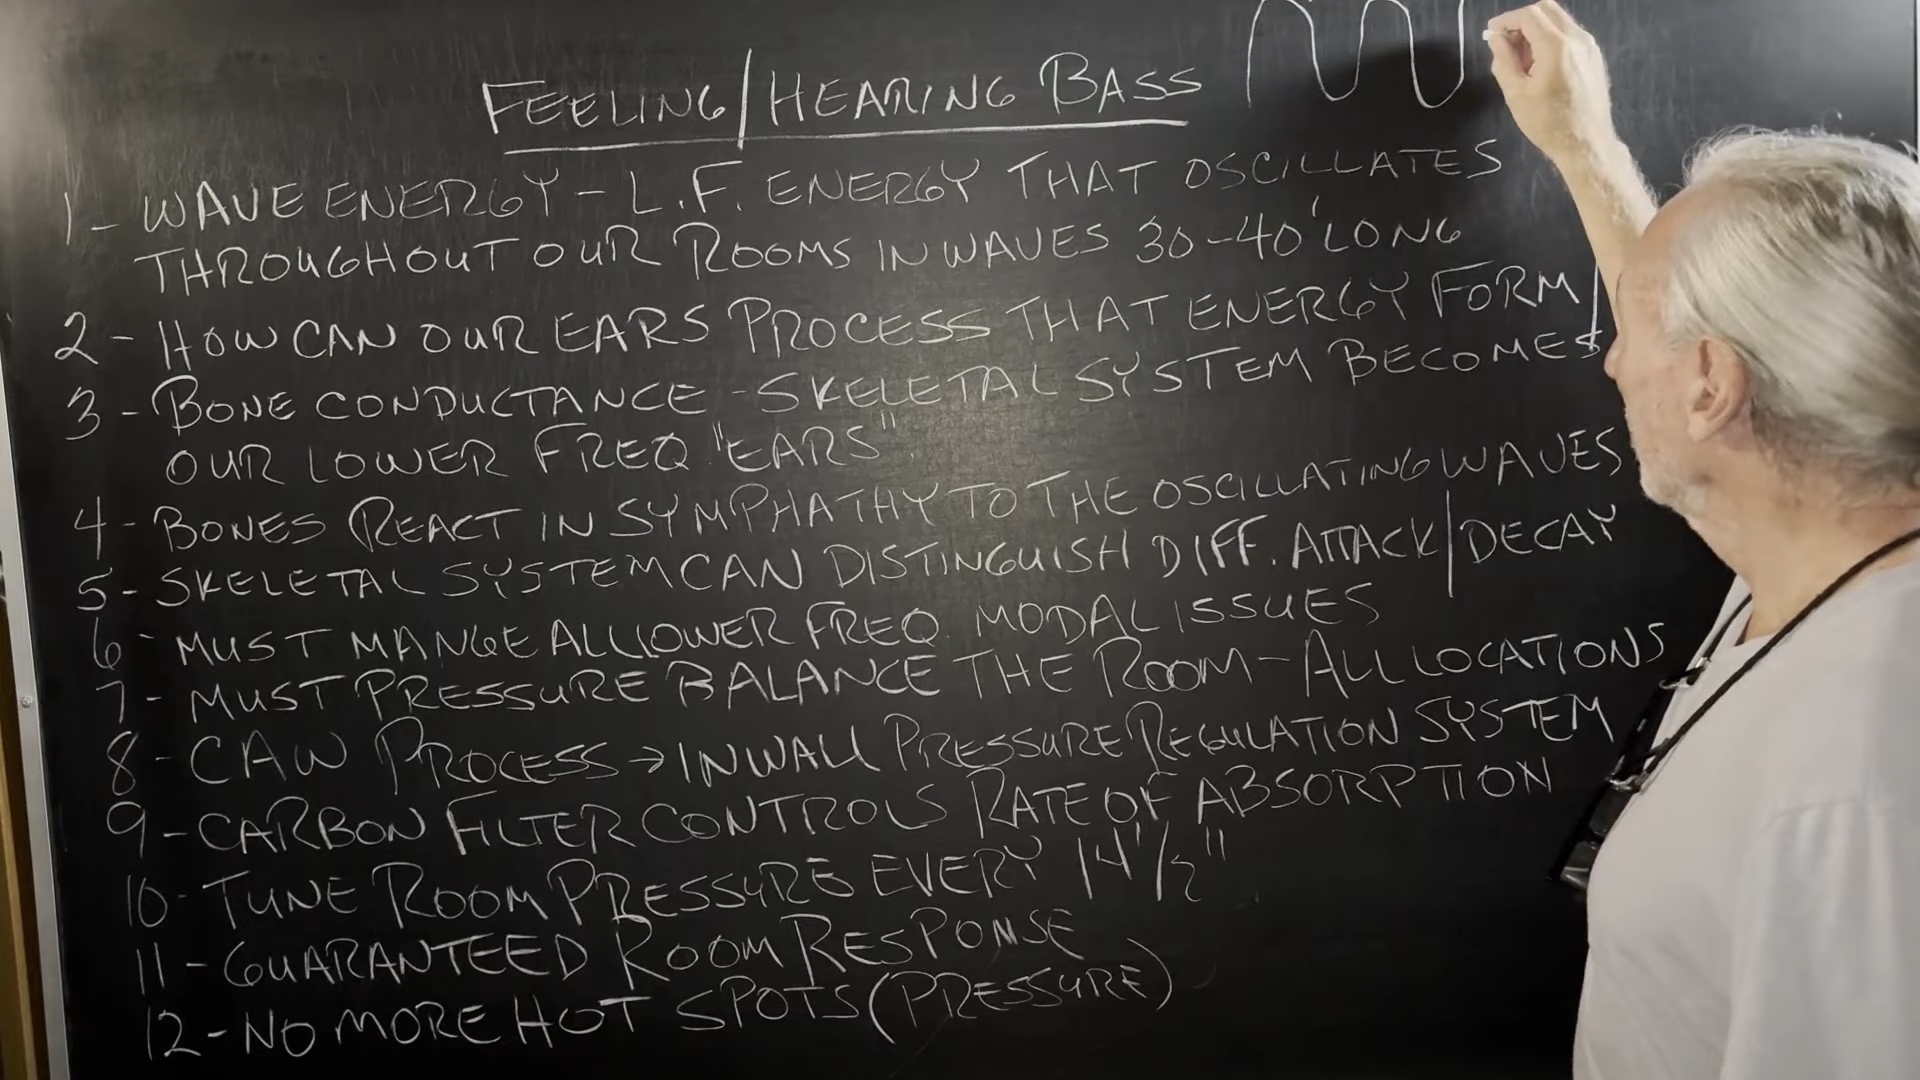 FEELING/HEARING BASS
1- WAVE ENERGY - L.F. ENERGY THAT OSCILLATES
THROUGHOUT OUR ROOMS IN WAVES 30-40' LONG
2- HOW CAN OUR EARS PROCESS THAT ENERGY FORM/
3- BONE CONDUCTANCE - SKELETAL SYSTEM BECOMES
OUR LOWER FREQ. "EARS".
4- BONES REACT IN SYMPHATHY TO THE OSCILLATING WAVES
5- SKELETAL SYSTEM CAN DISTINGUISH DIFF. ATTACK/DECAY
6- MUST MANGE ALL LOWER FREQ. MODAL ISSUES
7- MUST PRESSURE BALANCE THE ROOM - ALL LOCATIONS
8- CAW PROCESS → IN WALL PRESSURE REGULATION SYSTEM
9- CARBON FILTER CONTROLS RATE OF ABSORPTION
10- TUNE ROOM PRESSURE EVERY 14 1/2"
11- GUARANTEED ROOM RESPONSE
12- NO MORE HOT SPOTS (PRESSURE)